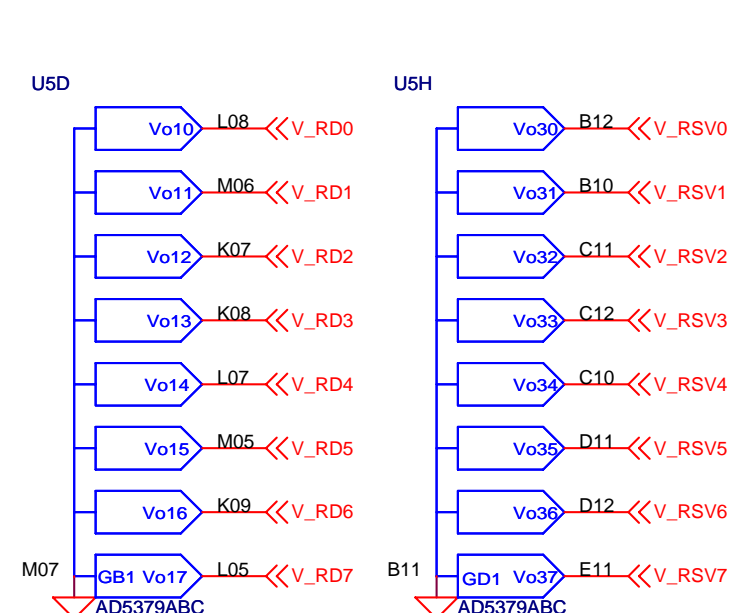 U5D U5H
Vo10 L08 V_RD0 Vo30 B12 V_RSV0
Vo11 M06 V_RD1 Vo31 B10 V_RSV1
Vo12 K07 V_RD2 Vo32 C11 V_RSV2
Vo13 K08 V_RD3 Vo33 C12 V_RSV3
Vo14 L07 V_RD4 Vo34 C10 V_RSV4
Vo15 M05 V_RD5 Vo35 D11 V_RSV5
Vo16 K09 V_RD6 Vo36 D12 V_RSV6
M07 GB1 Vo17 L05 V_RD7 B11 GD1 Vo37 E11 V_RSV7
AD5379ABC AD5379ABC